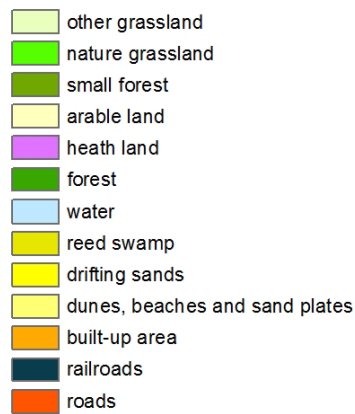 other grassland
nature grassland
small forest
arable land
heath land
forest
water
reed swamp
drifting sands
dunes, beaches and sand plates
built-up area
railroads
roads